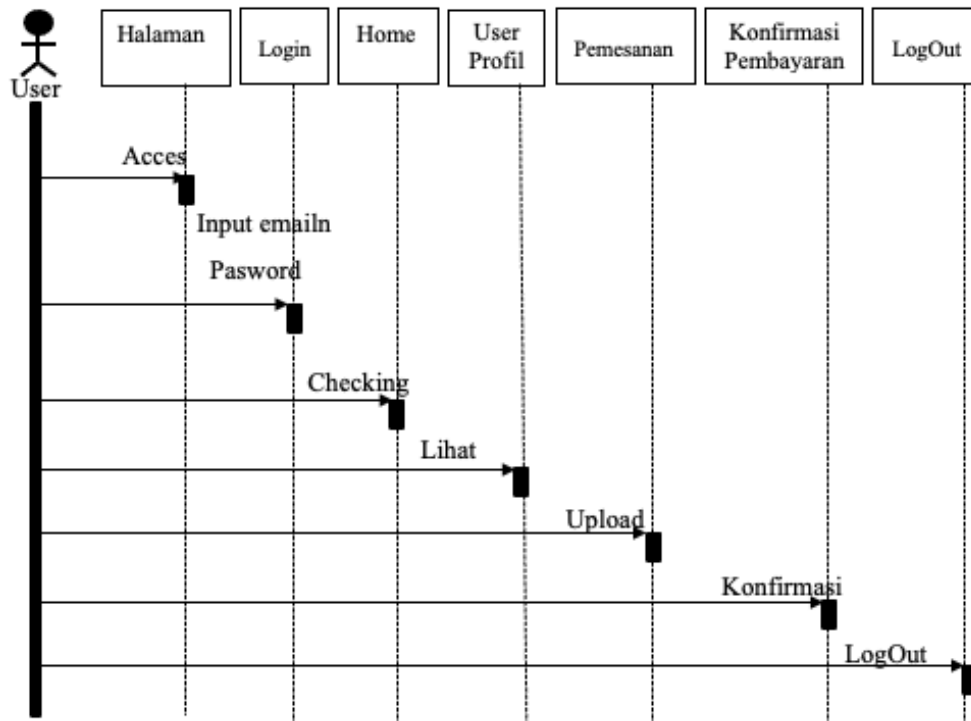 Halaman
Login
Home
User
Profil
Pemesanan
Konfirmasi
Pembayaran
LogOut
User
Acces
Input emailn
Pasword
Checking
Lihat
Upload
Konfirmasi
LogOut